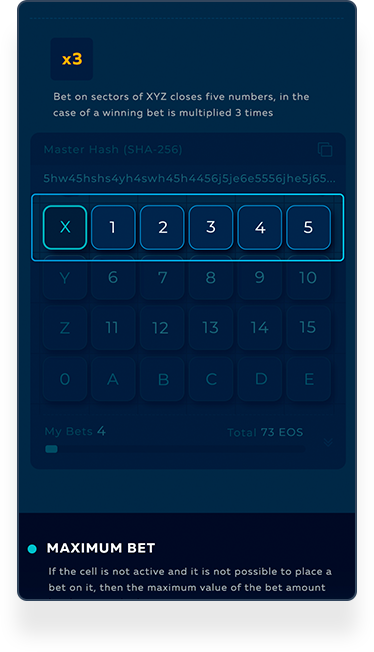 x3
Bet on sectors of XYZ closes five numbers, in the
case of a winning bet is multiplied 3 times
Master Hash (SHA-256)
5hw45hshs4yh4swh45h4456j5je6e5556jhe5j65...
X 1 2 3 4 5
Y 6 7 8 9 10
Z 11 12 13 14 15
0 A B C D E
My Bets 4 Total 73 EOS
MAXIMUM BET
If the cell is not active and it is not possible to place a
bet on it, then the maximum value of the bet amount